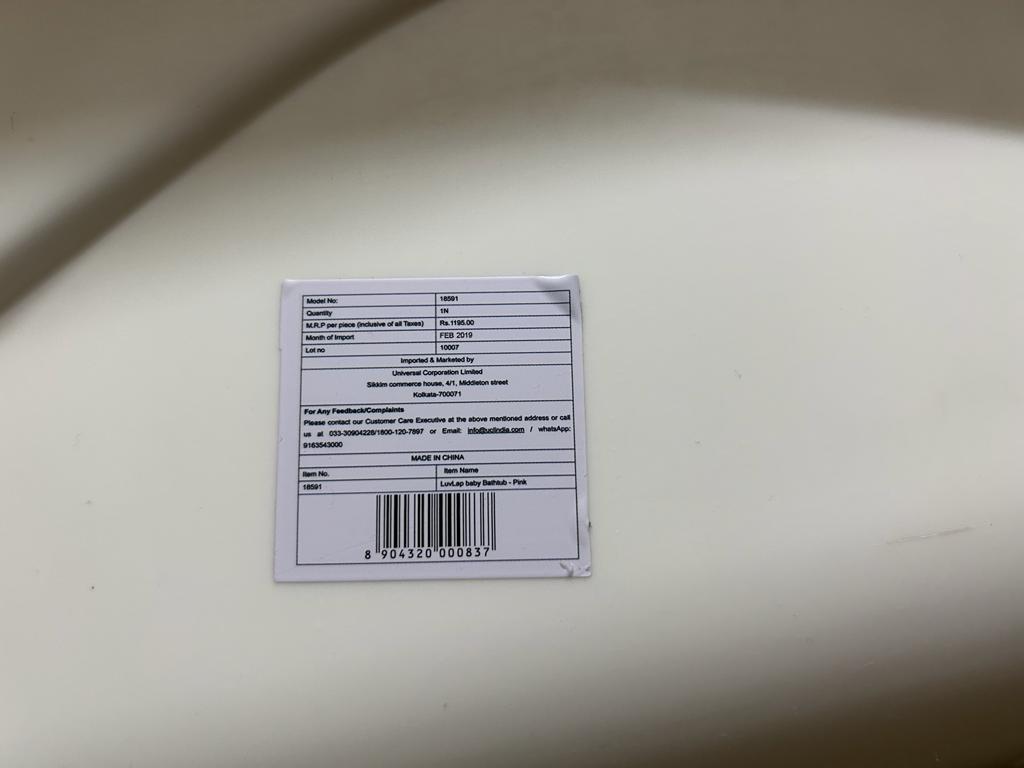 Model No: 18591
Quantity 1N
M.R.P per piece (inclusive of all Taxes) Rs.1195.00
Month of Import FEB 2019
Lot no 10007
Imported & Marketed by
Universal Corporation Limited
Sikkim commerce house, 4/1, Middleton street
Kolkata-700071
For Any Feedback/Complaints
Please contact our Customer Care Executive at the above mentioned address or call
us at 033-30904228/1800-120-7897 or Email: info@uclindia.com / whatsApp:
9163543000
MADE IN CHINA
Item No. Item Name
18591 LuvLap baby Bathtub - Pink
8 904320 000837